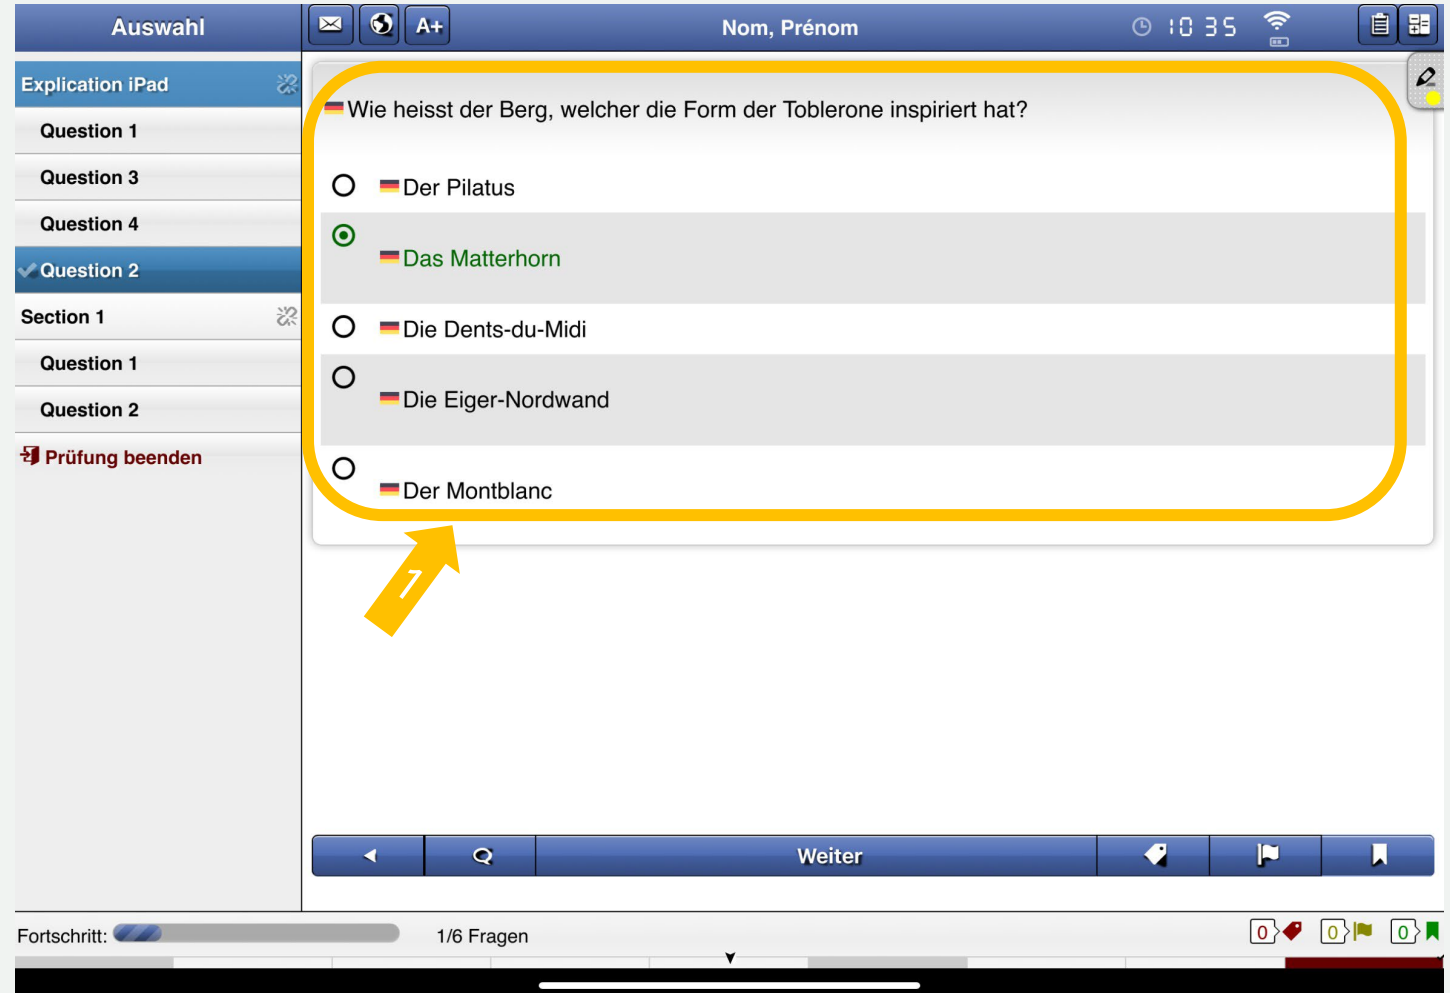 Auswahl
A+
Nom, Prénom
10 35
Explication iPad
Question 1
Question 3
Question 4
Question 2
Section 1
Question 1
Question 2
Prüfung beenden
Wie heisst der Berg, welcher die Form der Toblerone inspiriert hat?
Der Pilatus
Das Matterhorn
Die Dents-du-Midi
Die Eiger-Nordwand
Der Montblanc
1
Weiter
Fortschritt:
1/6 Fragen
0
0
0